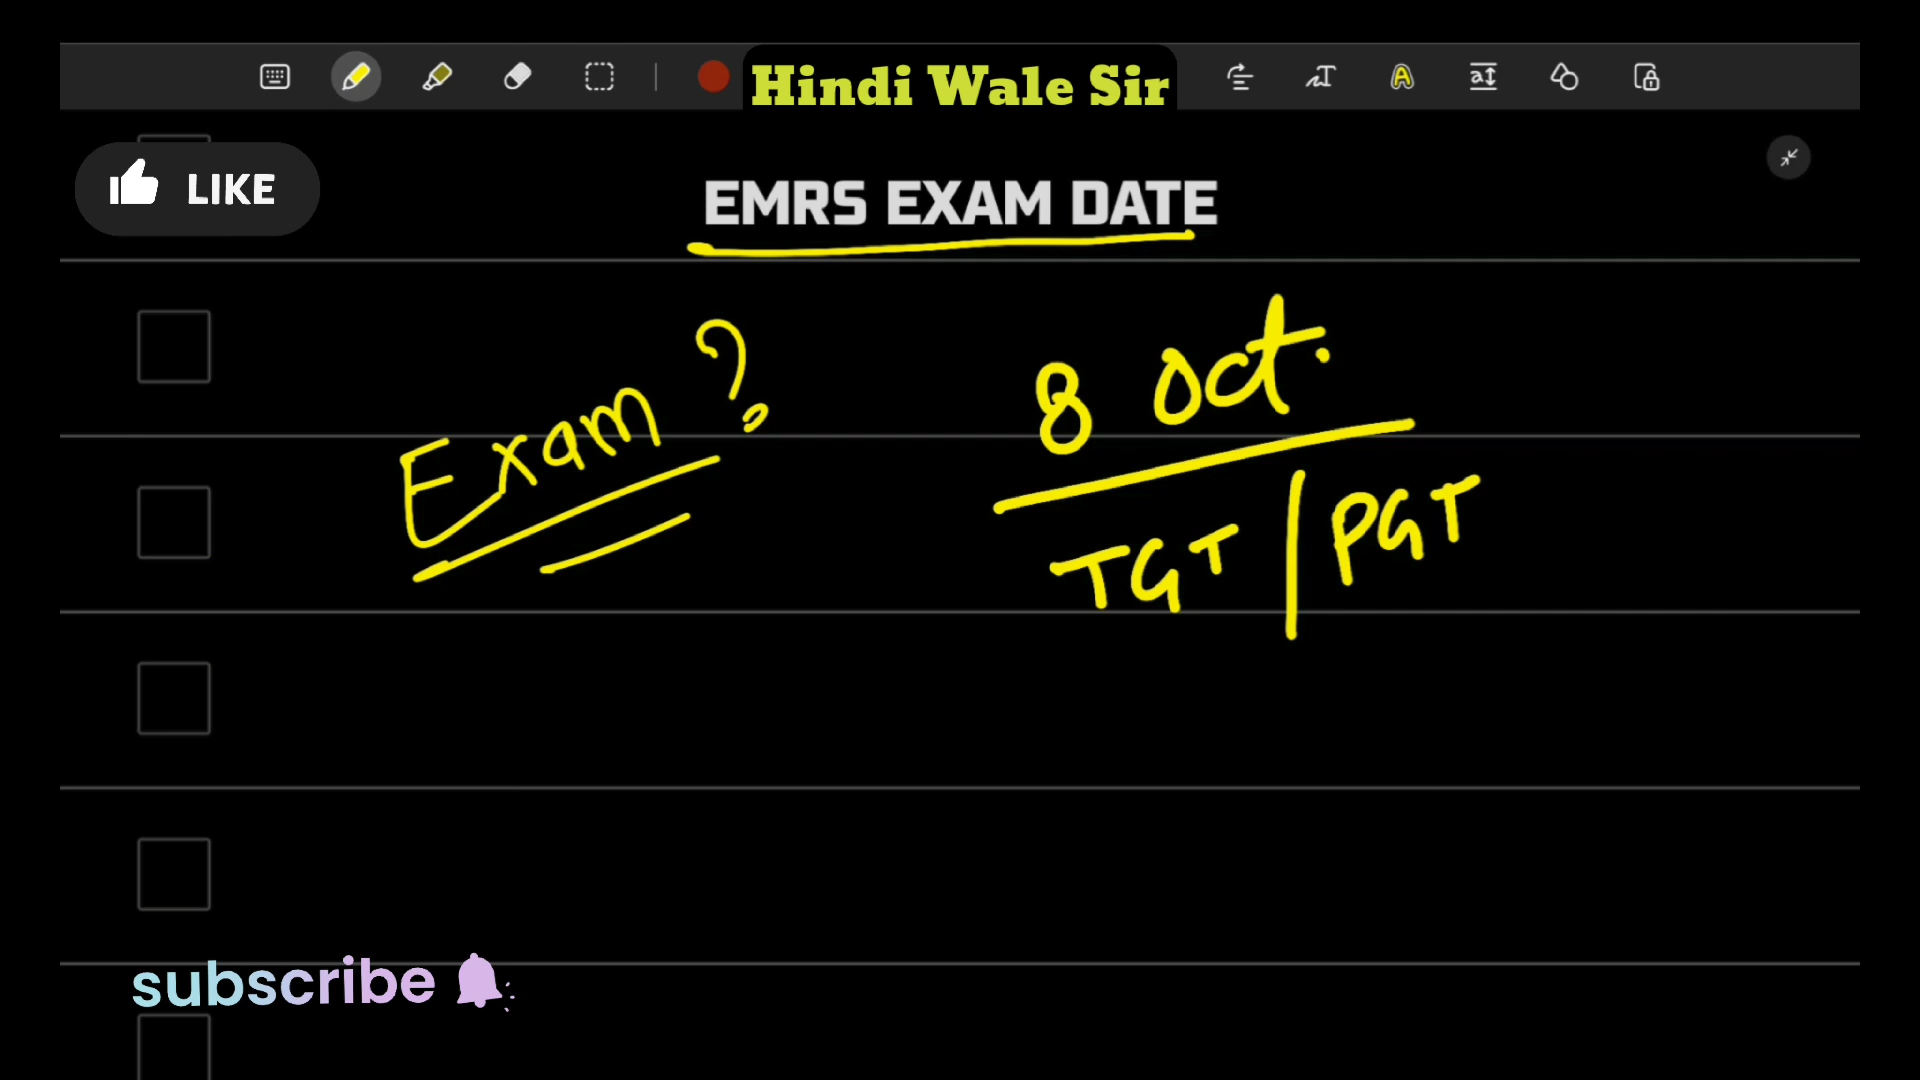 Hindi Wale Sir
LIKE
EMRS EXAM DATE
Exam ?
8 Oct.
TGT | PGT
subscribe